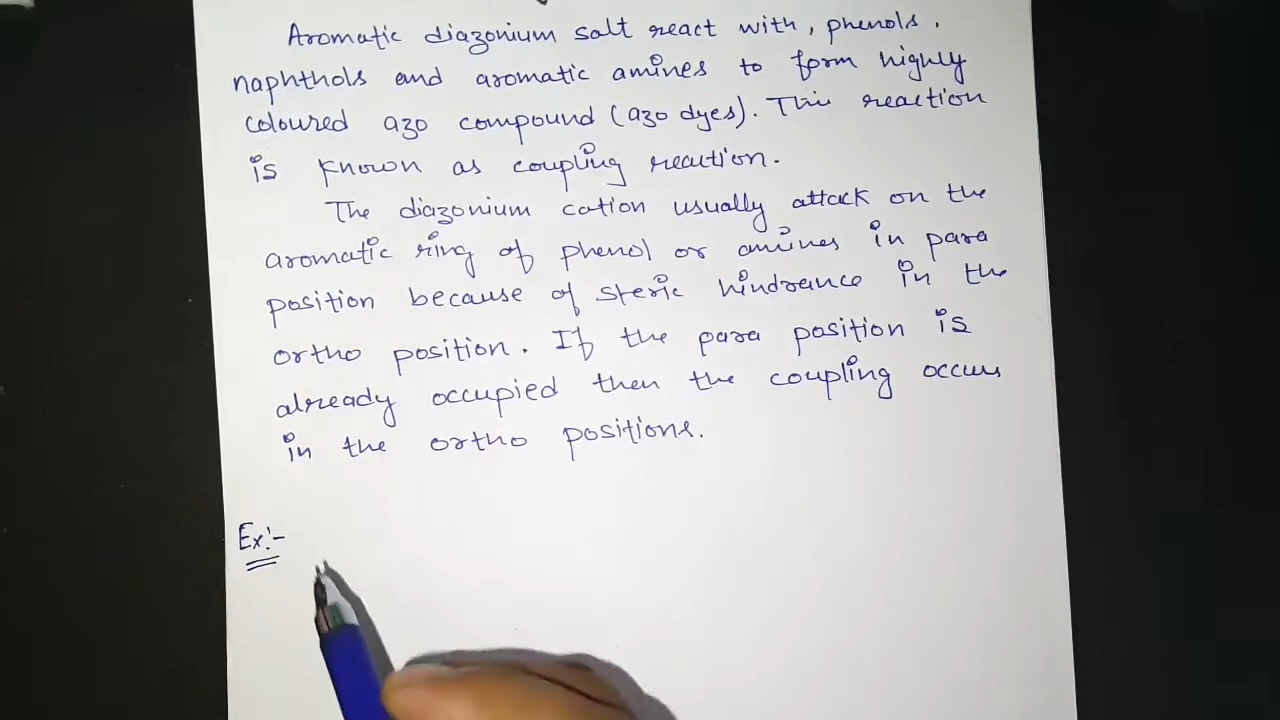 Aromatic diazonium salt react with, phenols,
naphthols and aromatic amines to form highly
coloured azo compound (azo dyes). This reaction
is known as coupling reaction.
The diazonium cation usually attack on the
aromatic ring of phenol or amines in para
position because of steric hindrance in the
ortho position. If the para position is
already occupied then the coupling occurs
in the ortho positions.
Ex:-